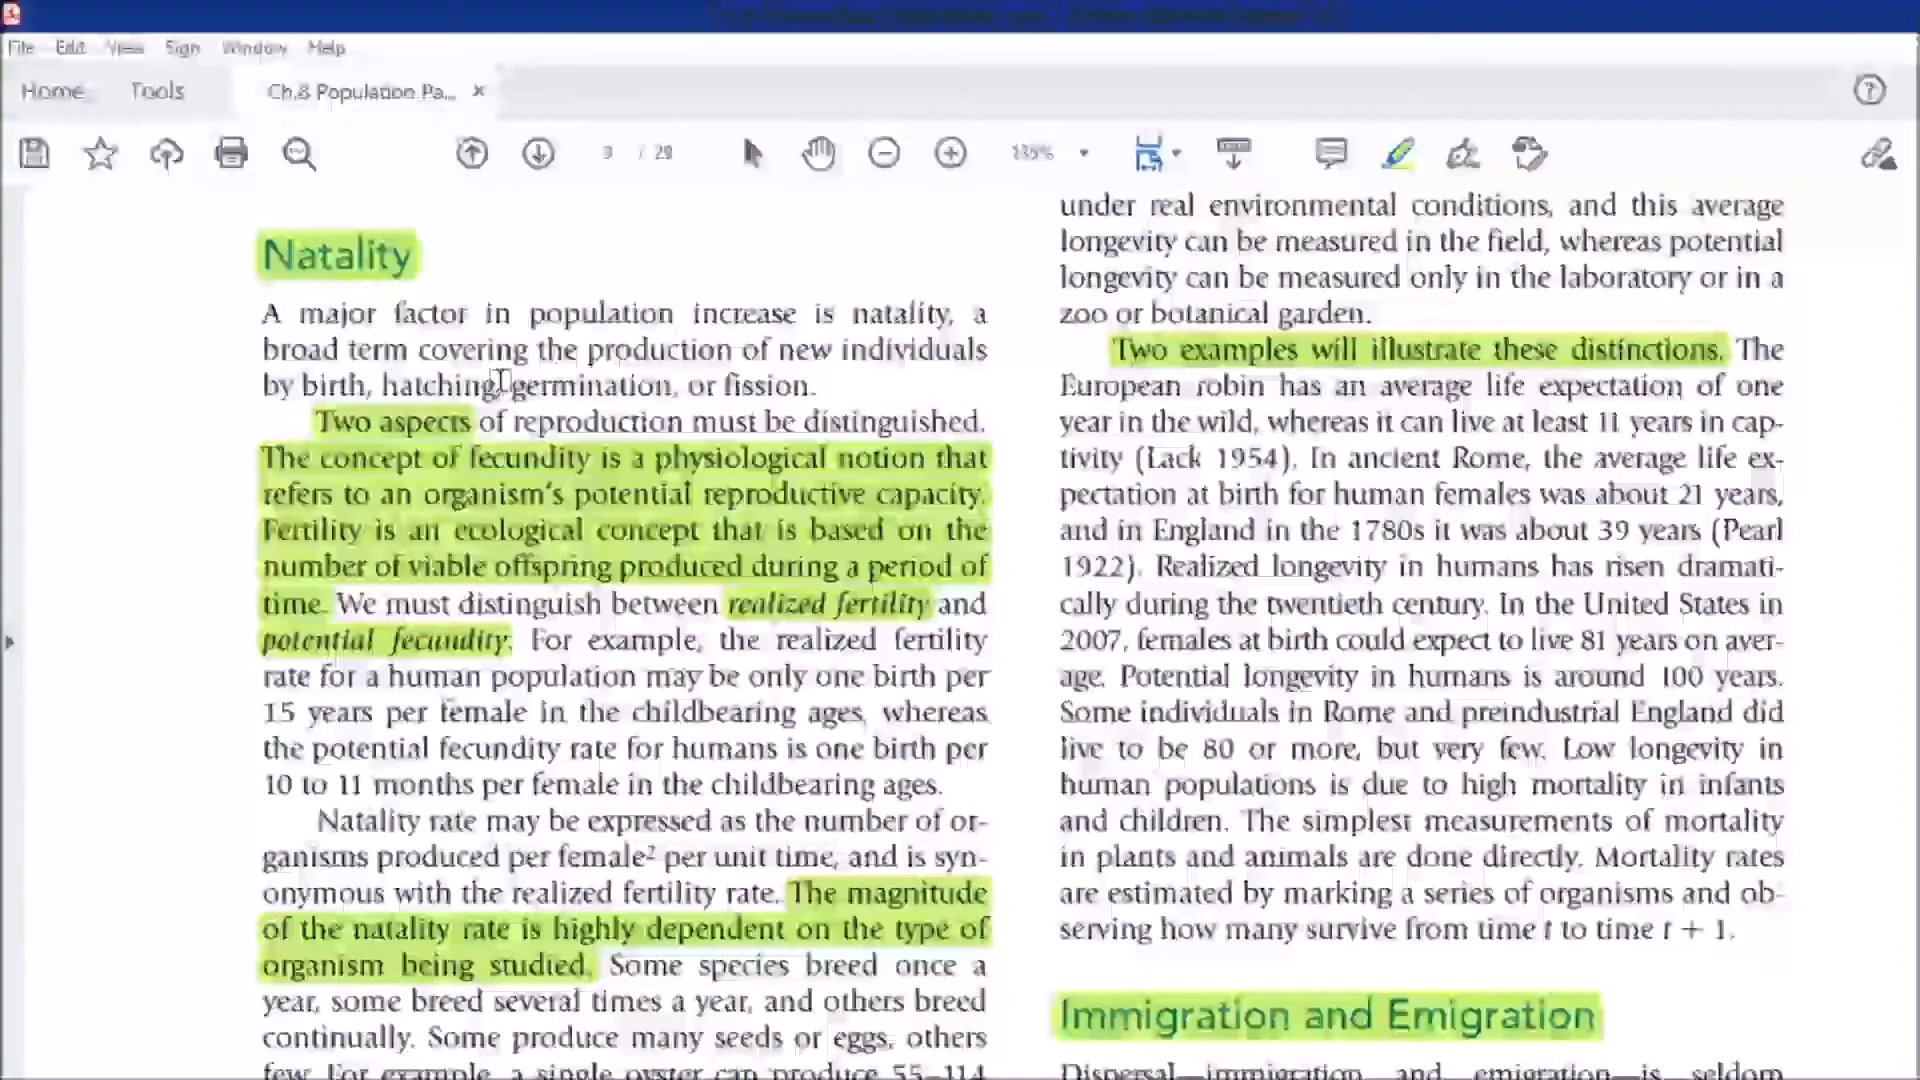 File Edit View Sign Window Help
Home Tools Ch.8 Population Pa... ×
9 / 29 135%
Natality
A major factor in population increase is natality, a
broad term covering the production of new individuals
by birth, hatching, germination, or fission.
Two aspects of reproduction must be distinguished.
The concept of fecundity is a physiological notion that
refers to an organism's potential reproductive capacity.
Fertility is an ecological concept that is based on the
number of viable offspring produced during a period of
time. We must distinguish between realized fertility and
potential fecundity. For example, the realized fertility
rate for a human population may be only one birth per
15 years per female in the childbearing ages, whereas
the potential fecundity rate for humans is one birth per
10 to 11 months per female in the childbearing ages.
Natality rate may be expressed as the number of or-
ganisms produced per female² per unit time, and is syn-
onymous with the realized fertility rate. The magnitude
of the natality rate is highly dependent on the type of
organism being studied. Some species breed once a
year, some breed several times a year, and others breed
continually. Some produce many seeds or eggs, others
few. For example, a single oyster can produce 55–114
under real environmental conditions, and this average
longevity can be measured in the field, whereas potential
longevity can be measured only in the laboratory or in a
zoo or botanical garden.
Two examples will illustrate these distinctions. The
European robin has an average life expectation of one
year in the wild, whereas it can live at least 11 years in cap-
tivity (Lack 1954). In ancient Rome, the average life ex-
pectation at birth for human females was about 21 years,
and in England in the 1780s it was about 39 years (Pearl
1922). Realized longevity in humans has risen dramati-
cally during the twentieth century. In the United States in
2007, females at birth could expect to live 81 years on aver-
age. Potential longevity in humans is around 100 years.
Some individuals in Rome and preindustrial England did
live to be 80 or more, but very few. Low longevity in
human populations is due to high mortality in infants
and children. The simplest measurements of mortality
in plants and animals are done directly. Mortality rates
are estimated by marking a series of organisms and ob-
serving how many survive from time t to time t + 1.
Immigration and Emigration
Dispersal—immigration and emigration—is seldom